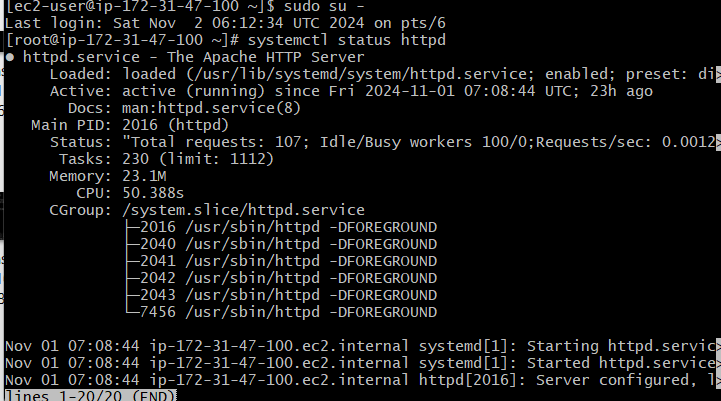 [ec2-user@ip-172-31-47-100 ~]$ sudo su -
Last login: Sat Nov  2 06:12:34 UTC 2024 on pts/6
[root@ip-172-31-47-100 ~]# systemctl status httpd
● httpd.service - The Apache HTTP Server
     Loaded: loaded (/usr/lib/systemd/system/httpd.service; enabled; preset: di>
     Active: active (running) since Fri 2024-11-01 07:08:44 UTC; 23h ago
       Docs: man:httpd.service(8)
   Main PID: 2016 (httpd)
     Status: "Total requests: 107; Idle/Busy workers 100/0;Requests/sec: 0.0012>
      Tasks: 230 (limit: 1112)
     Memory: 23.1M
        CPU: 50.388s
     CGroup: /system.slice/httpd.service
             ├─2016 /usr/sbin/httpd -DFOREGROUND
             ├─2040 /usr/sbin/httpd -DFOREGROUND
             ├─2041 /usr/sbin/httpd -DFOREGROUND
             ├─2042 /usr/sbin/httpd -DFOREGROUND
             ├─2043 /usr/sbin/httpd -DFOREGROUND
             └─7456 /usr/sbin/httpd -DFOREGROUND

Nov 01 07:08:44 ip-172-31-47-100.ec2.internal systemd[1]: Starting httpd.servic>
Nov 01 07:08:44 ip-172-31-47-100.ec2.internal systemd[1]: Started httpd.service>
Nov 01 07:08:44 ip-172-31-47-100.ec2.internal httpd[2016]: Server configured, l>
lines 1-20/20 (END)